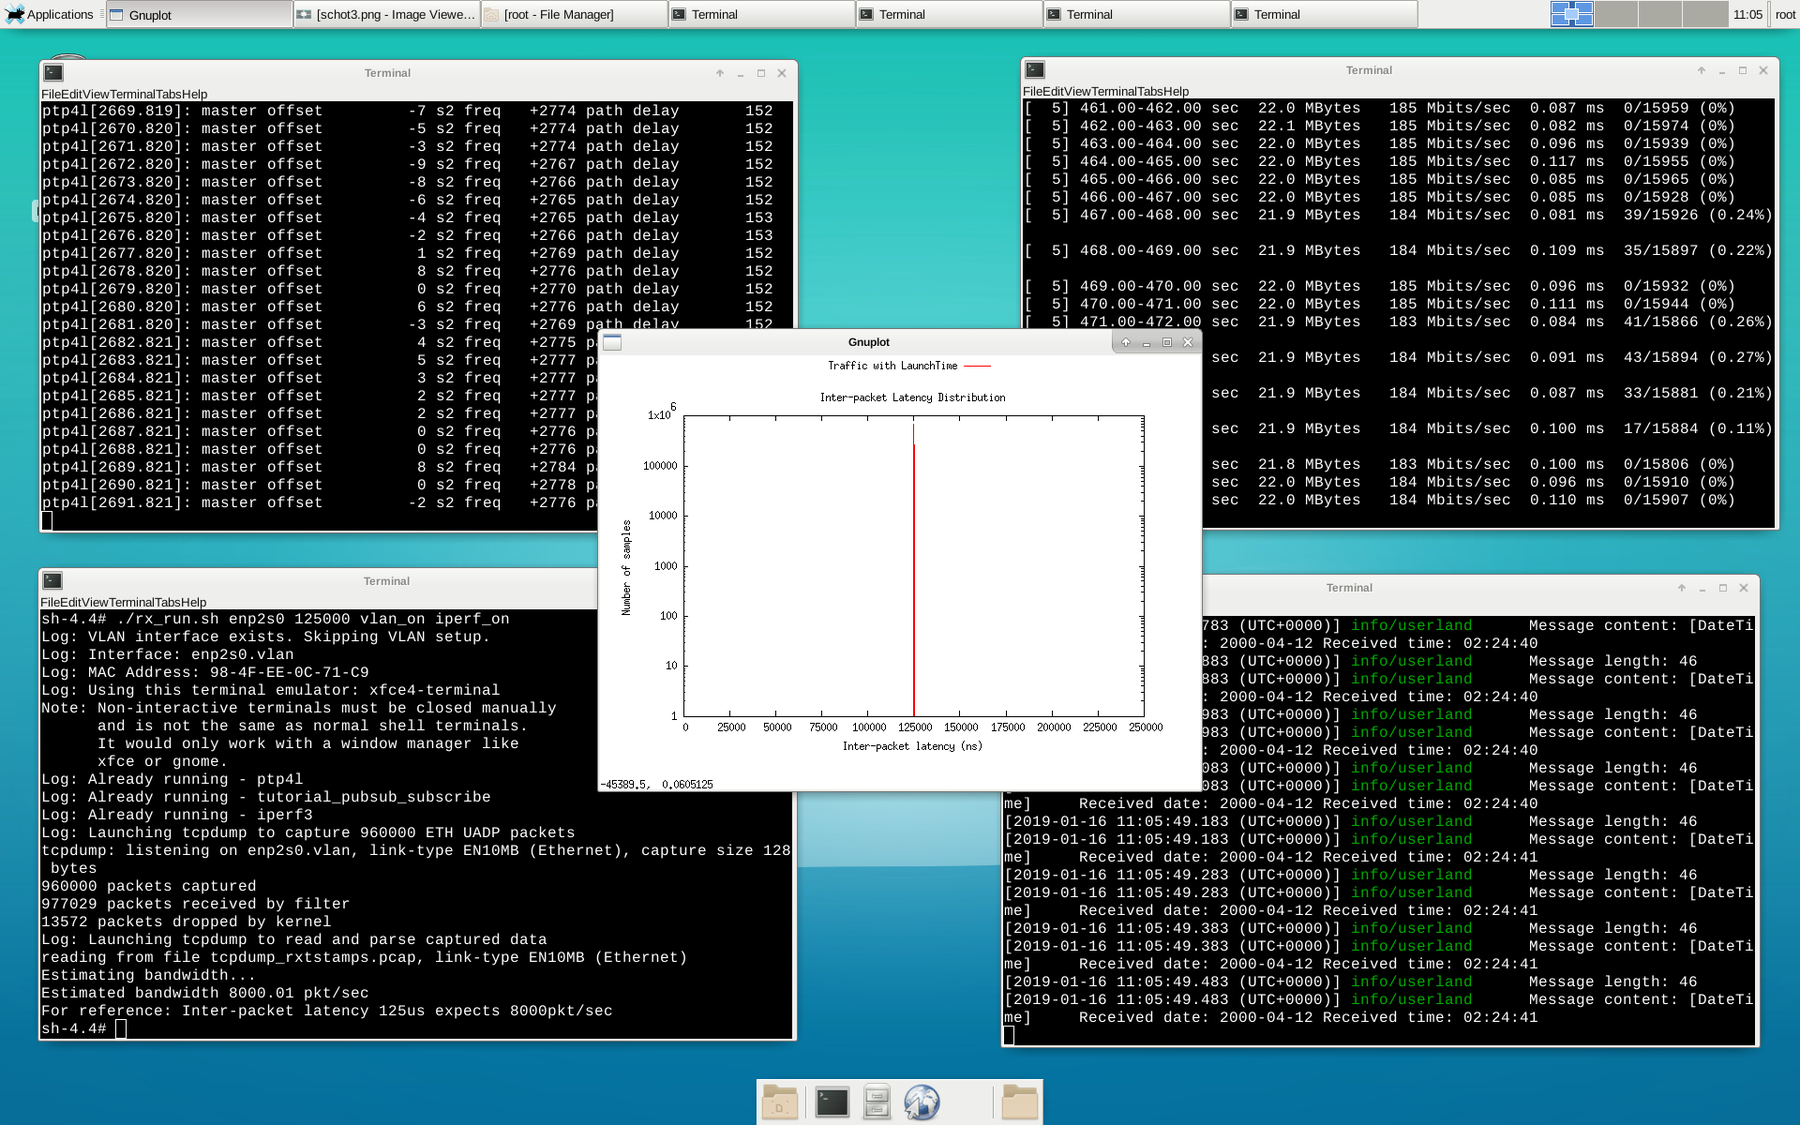 Applications
Gnuplot
[schot3.png - Image Viewe...
[root - File Manager]
Terminal
Terminal
Terminal
Terminal
11:05
root
Terminal
FileEditViewTerminalTabsHelp
ptp4l[2669.819]: master offset -7 s2 freq +2774 path delay 152
ptp4l[2670.820]: master offset -5 s2 freq +2774 path delay 152
ptp4l[2671.820]: master offset -3 s2 freq +2774 path delay 152
ptp4l[2672.820]: master offset -9 s2 freq +2767 path delay 152
ptp4l[2673.820]: master offset -8 s2 freq +2766 path delay 152
ptp4l[2674.820]: master offset -6 s2 freq +2765 path delay 152
ptp4l[2675.820]: master offset -4 s2 freq +2765 path delay 153
ptp4l[2676.820]: master offset -2 s2 freq +2766 path delay 153
ptp4l[2677.820]: master offset 1 s2 freq +2769 path delay 152
ptp4l[2678.820]: master offset 8 s2 freq +2776 path delay 152
ptp4l[2679.820]: master offset 0 s2 freq +2770 path delay 152
ptp4l[2680.820]: master offset 6 s2 freq +2776 path delay 152
ptp4l[2681.820]: master offset -3 s2 freq +2769 path delay 152
ptp4l[2682.821]: master offset 4 s2 freq +2775 p
ptp4l[2683.821]: master offset 5 s2 freq +2777 p
ptp4l[2684.821]: master offset 3 s2 freq +2777 p
ptp4l[2685.821]: master offset 2 s2 freq +2777 p
ptp4l[2686.821]: master offset 2 s2 freq +2777 p
ptp4l[2687.821]: master offset 0 s2 freq +2776 p
ptp4l[2688.821]: master offset 0 s2 freq +2776 p
ptp4l[2689.821]: master offset 8 s2 freq +2784 p
ptp4l[2690.821]: master offset 0 s2 freq +2778 p
ptp4l[2691.821]: master offset -2 s2 freq +2776 p
Terminal
FileEditViewTerminalTabsHelp
[ 5] 461.00-462.00 sec 22.0 MBytes 185 Mbits/sec 0.087 ms 0/15959 (0%)
[ 5] 462.00-463.00 sec 22.1 MBytes 185 Mbits/sec 0.082 ms 0/15974 (0%)
[ 5] 463.00-464.00 sec 22.0 MBytes 185 Mbits/sec 0.096 ms 0/15939 (0%)
[ 5] 464.00-465.00 sec 22.0 MBytes 185 Mbits/sec 0.117 ms 0/15955 (0%)
[ 5] 465.00-466.00 sec 22.0 MBytes 185 Mbits/sec 0.085 ms 0/15965 (0%)
[ 5] 466.00-467.00 sec 22.0 MBytes 185 Mbits/sec 0.085 ms 0/15928 (0%)
[ 5] 467.00-468.00 sec 21.9 MBytes 184 Mbits/sec 0.081 ms 39/15926 (0.24%)
[ 5] 468.00-469.00 sec 21.9 MBytes 184 Mbits/sec 0.109 ms 35/15897 (0.22%)
[ 5] 469.00-470.00 sec 22.0 MBytes 185 Mbits/sec 0.096 ms 0/15932 (0%)
[ 5] 470.00-471.00 sec 22.0 MBytes 185 Mbits/sec 0.111 ms 0/15944 (0%)
[ 5] 471.00-472.00 sec 21.9 MBytes 183 Mbits/sec 0.084 ms 41/15866 (0.26%)
sec 21.9 MBytes 184 Mbits/sec 0.091 ms 43/15894 (0.27%)
sec 21.9 MBytes 184 Mbits/sec 0.087 ms 33/15881 (0.21%)
sec 21.9 MBytes 184 Mbits/sec 0.100 ms 17/15884 (0.11%)
sec 21.8 MBytes 183 Mbits/sec 0.100 ms 0/15806 (0%)
sec 22.0 MBytes 184 Mbits/sec 0.096 ms 0/15910 (0%)
sec 22.0 MBytes 184 Mbits/sec 0.110 ms 0/15907 (0%)
Gnuplot
Traffic with LaunchTime
Inter-packet Latency Distribution
1x10^6
100000
10000
1000
100
10
1
Number of samples
0 25000 50000 75000 100000 125000 150000 175000 200000 225000 250000
Inter-packet latency (ns)
-45389.5, 0.0605125
Terminal
FileEditViewTerminalTabsHelp
sh-4.4# ./rx_run.sh enp2s0 125000 vlan_on iperf_on
Log: VLAN interface exists. Skipping VLAN setup.
Log: Interface: enp2s0.vlan
Log: MAC Address: 98-4F-EE-0C-71-C9
Log: Using this terminal emulator: xfce4-terminal
Note: Non-interactive terminals must be closed manually
and is not the same as normal shell terminals.
It would only work with a window manager like
xfce or gnome.
Log: Already running - ptp4l
Log: Already running - tutorial_pubsub_subscribe
Log: Already running - iperf3
Log: Launching tcpdump to capture 960000 ETH UADP packets
tcpdump: listening on enp2s0.vlan, link-type EN10MB (Ethernet), capture size 128
bytes
960000 packets captured
977029 packets received by filter
13572 packets dropped by kernel
Log: Launching tcpdump to read and parse captured data
reading from file tcpdump_rxtstamps.pcap, link-type EN10MB (Ethernet)
Estimating bandwidth...
Estimated bandwidth 8000.01 pkt/sec
For reference: Inter-packet latency 125us expects 8000pkt/sec
sh-4.4#
Terminal
783 (UTC+0000)] info/userland Message content: [DateTi
: 2000-04-12 Received time: 02:24:40
883 (UTC+0000)] info/userland Message length: 46
883 (UTC+0000)] info/userland Message content: [DateTi
: 2000-04-12 Received time: 02:24:40
983 (UTC+0000)] info/userland Message length: 46
983 (UTC+0000)] info/userland Message content: [DateTi
: 2000-04-12 Received time: 02:24:40
083 (UTC+0000)] info/userland Message length: 46
083 (UTC+0000)] info/userland Message content: [DateTi
me] Received date: 2000-04-12 Received time: 02:24:40
[2019-01-16 11:05:49.183 (UTC+0000)] info/userland Message length: 46
[2019-01-16 11:05:49.183 (UTC+0000)] info/userland Message content: [DateTi
me] Received date: 2000-04-12 Received time: 02:24:41
[2019-01-16 11:05:49.283 (UTC+0000)] info/userland Message length: 46
[2019-01-16 11:05:49.283 (UTC+0000)] info/userland Message content: [DateTi
me] Received date: 2000-04-12 Received time: 02:24:41
[2019-01-16 11:05:49.383 (UTC+0000)] info/userland Message length: 46
[2019-01-16 11:05:49.383 (UTC+0000)] info/userland Message content: [DateTi
me] Received date: 2000-04-12 Received time: 02:24:41
[2019-01-16 11:05:49.483 (UTC+0000)] info/userland Message length: 46
[2019-01-16 11:05:49.483 (UTC+0000)] info/userland Message content: [DateTi
me] Received date: 2000-04-12 Received time: 02:24:41